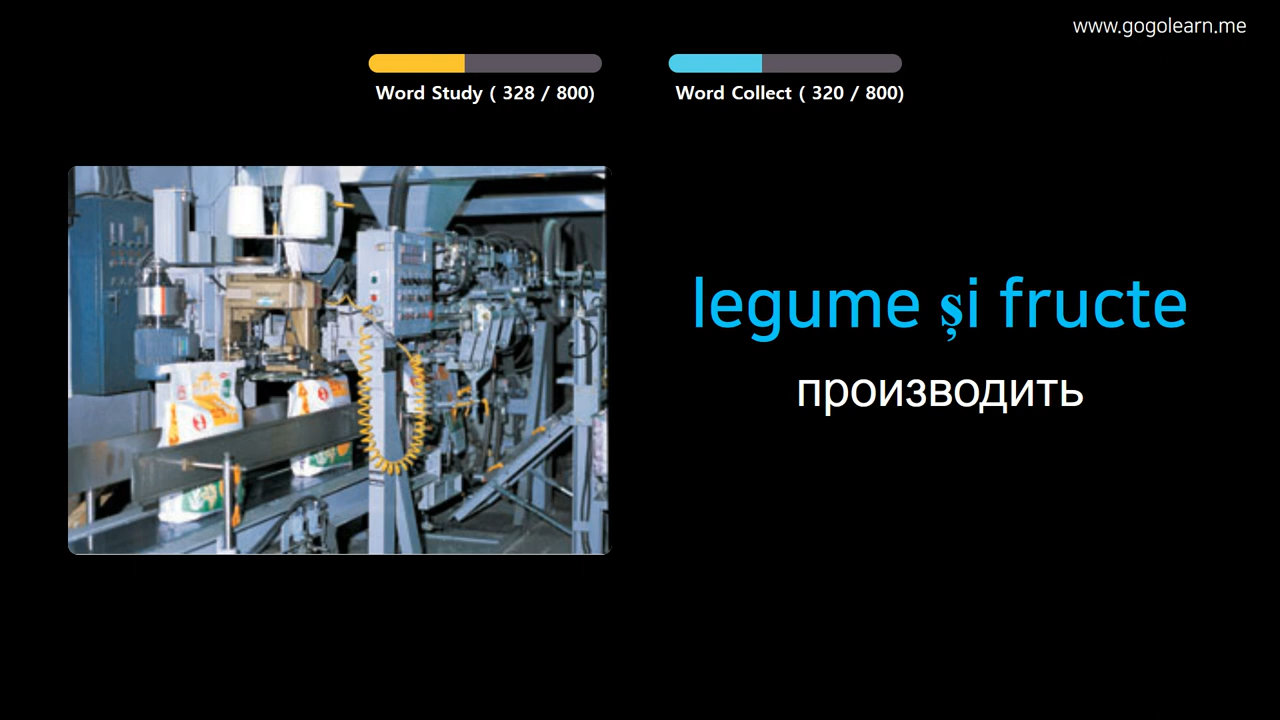 www.gogolearn.me
Word Study ( 328 / 800)
Word Collect ( 320 / 800)
legume și fructe
производить